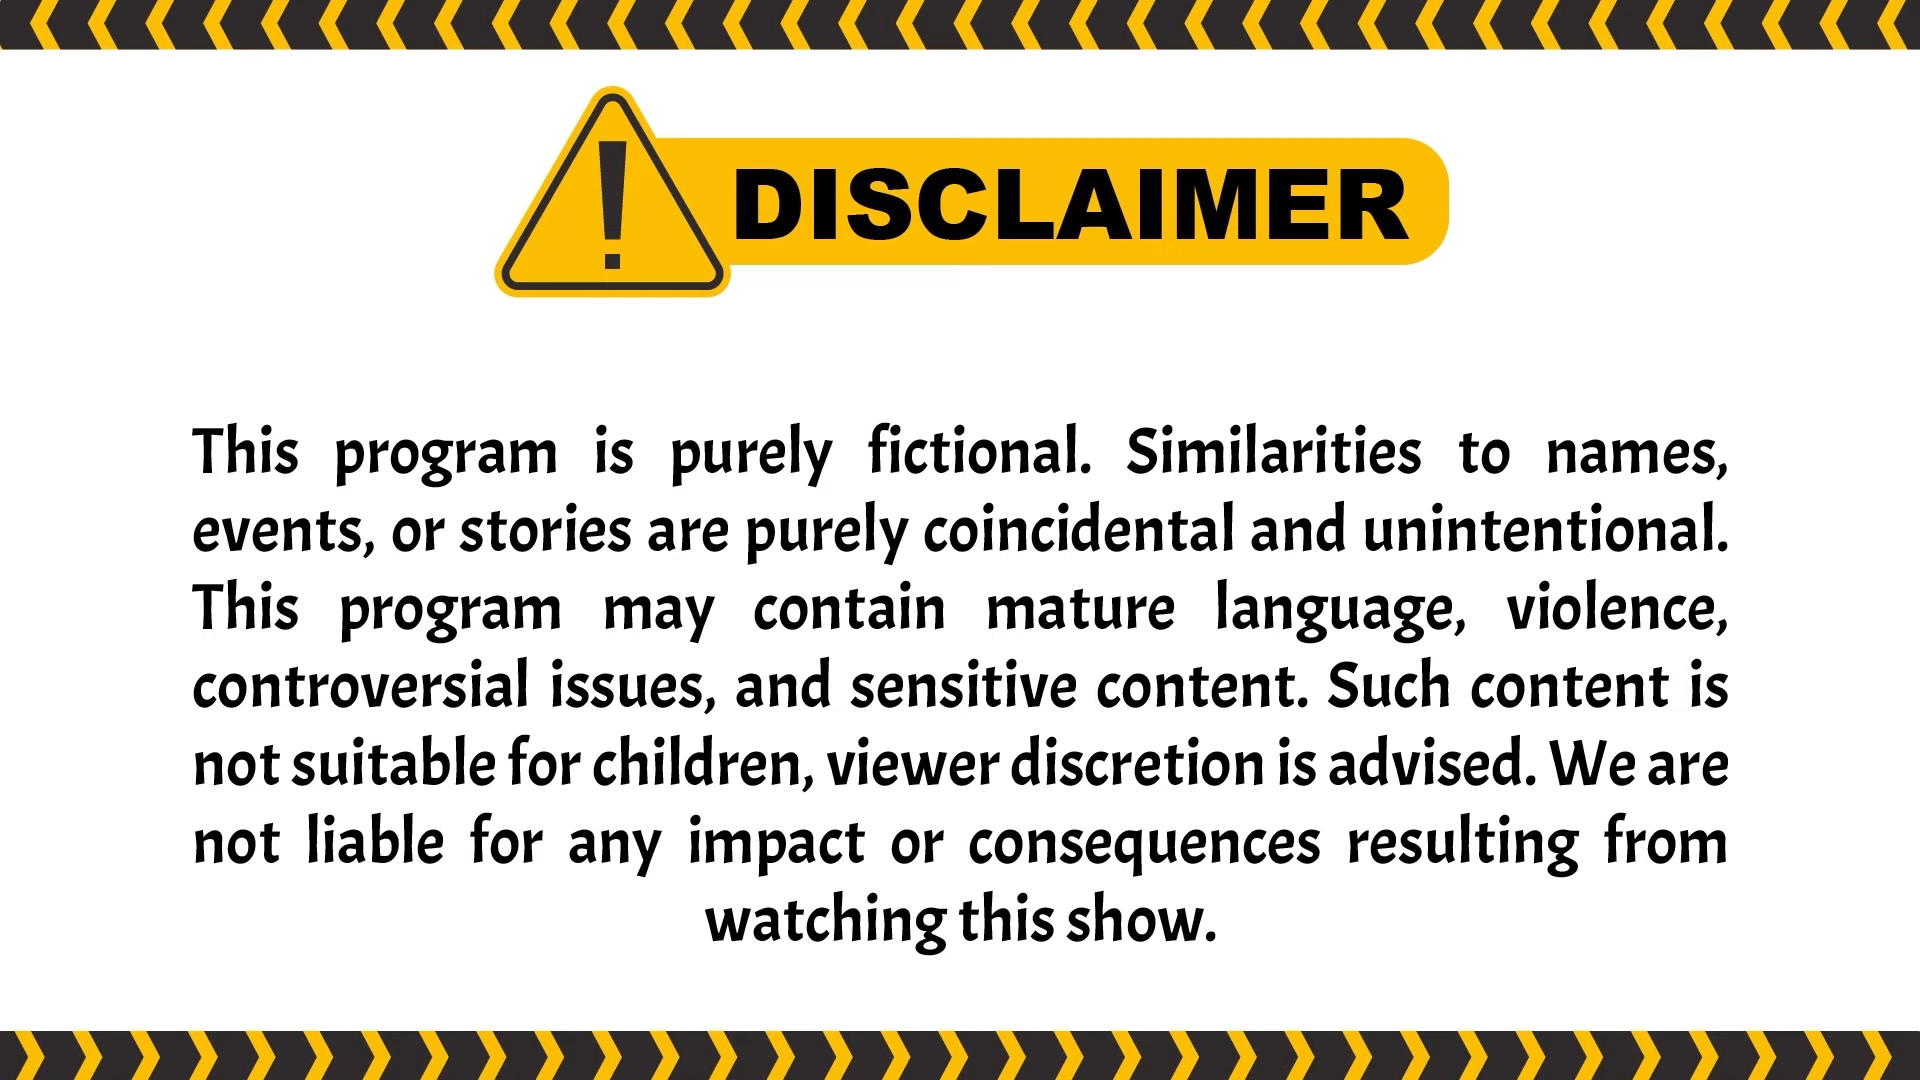 DISCLAIMER
This program is purely fictional. Similarities to names,
events, or stories are purely coincidental and unintentional.
This program may contain mature language, violence,
controversial issues, and sensitive content. Such content is
not suitable for children, viewer discretion is advised. We are
not liable for any impact or consequences resulting from
watching this show.